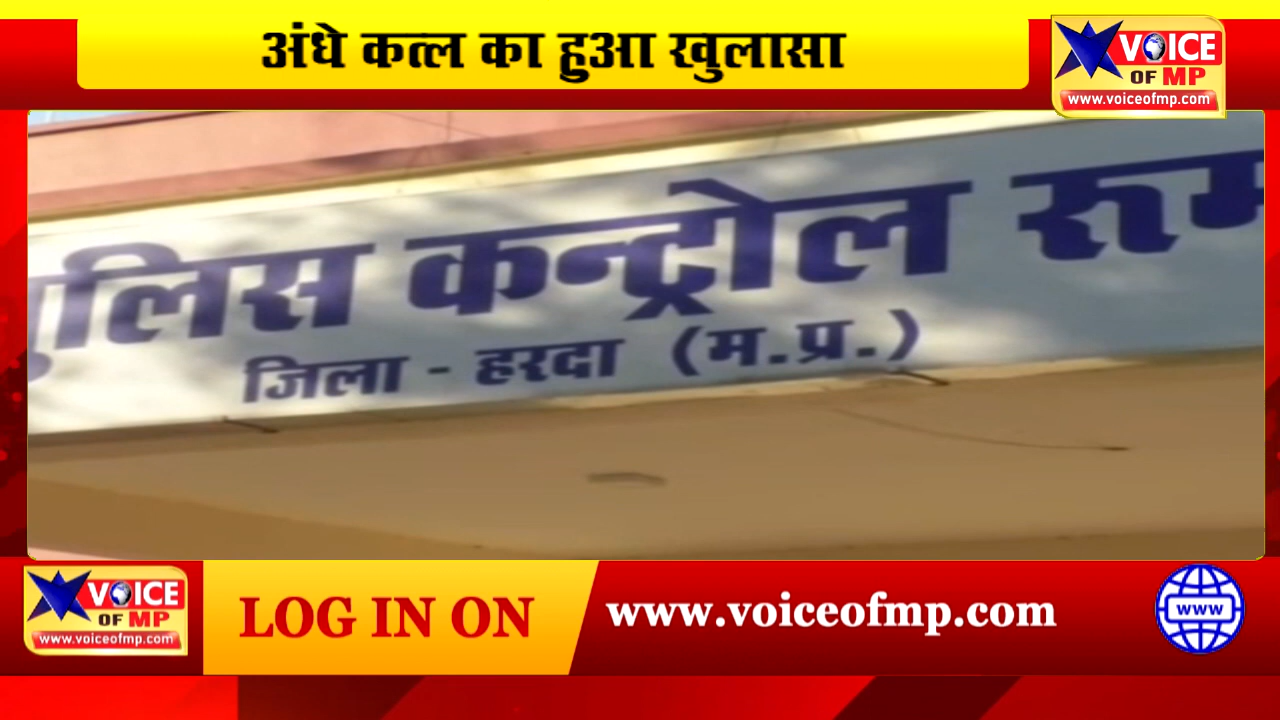 अंधे कत्ल का हुआ खुलासा
VOICE
OF MP
www.voiceofmp.com
पुलिस कन्ट्रोल रूम
जिला - हरदा (म.प्र.)
VOICE
OF MP
www.voiceofmp.com
LOG IN ON
www.voiceofmp.com
www